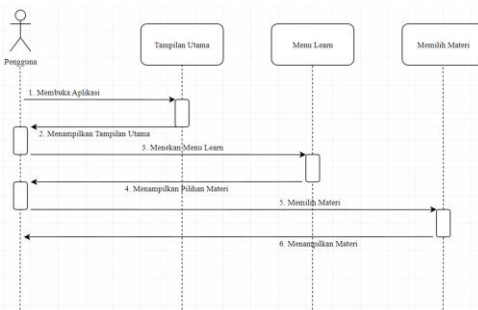 Tampilan Utama
Menu Learn
Memilih Materi
Pengguna
1. Membuka Aplikasi
2. Menampilkan Tampilan Utama
3. Menekan Menu Learn
4. Menampilkan Pilihan Materi
5. Memilih Materi
6. Menampilkan Materi